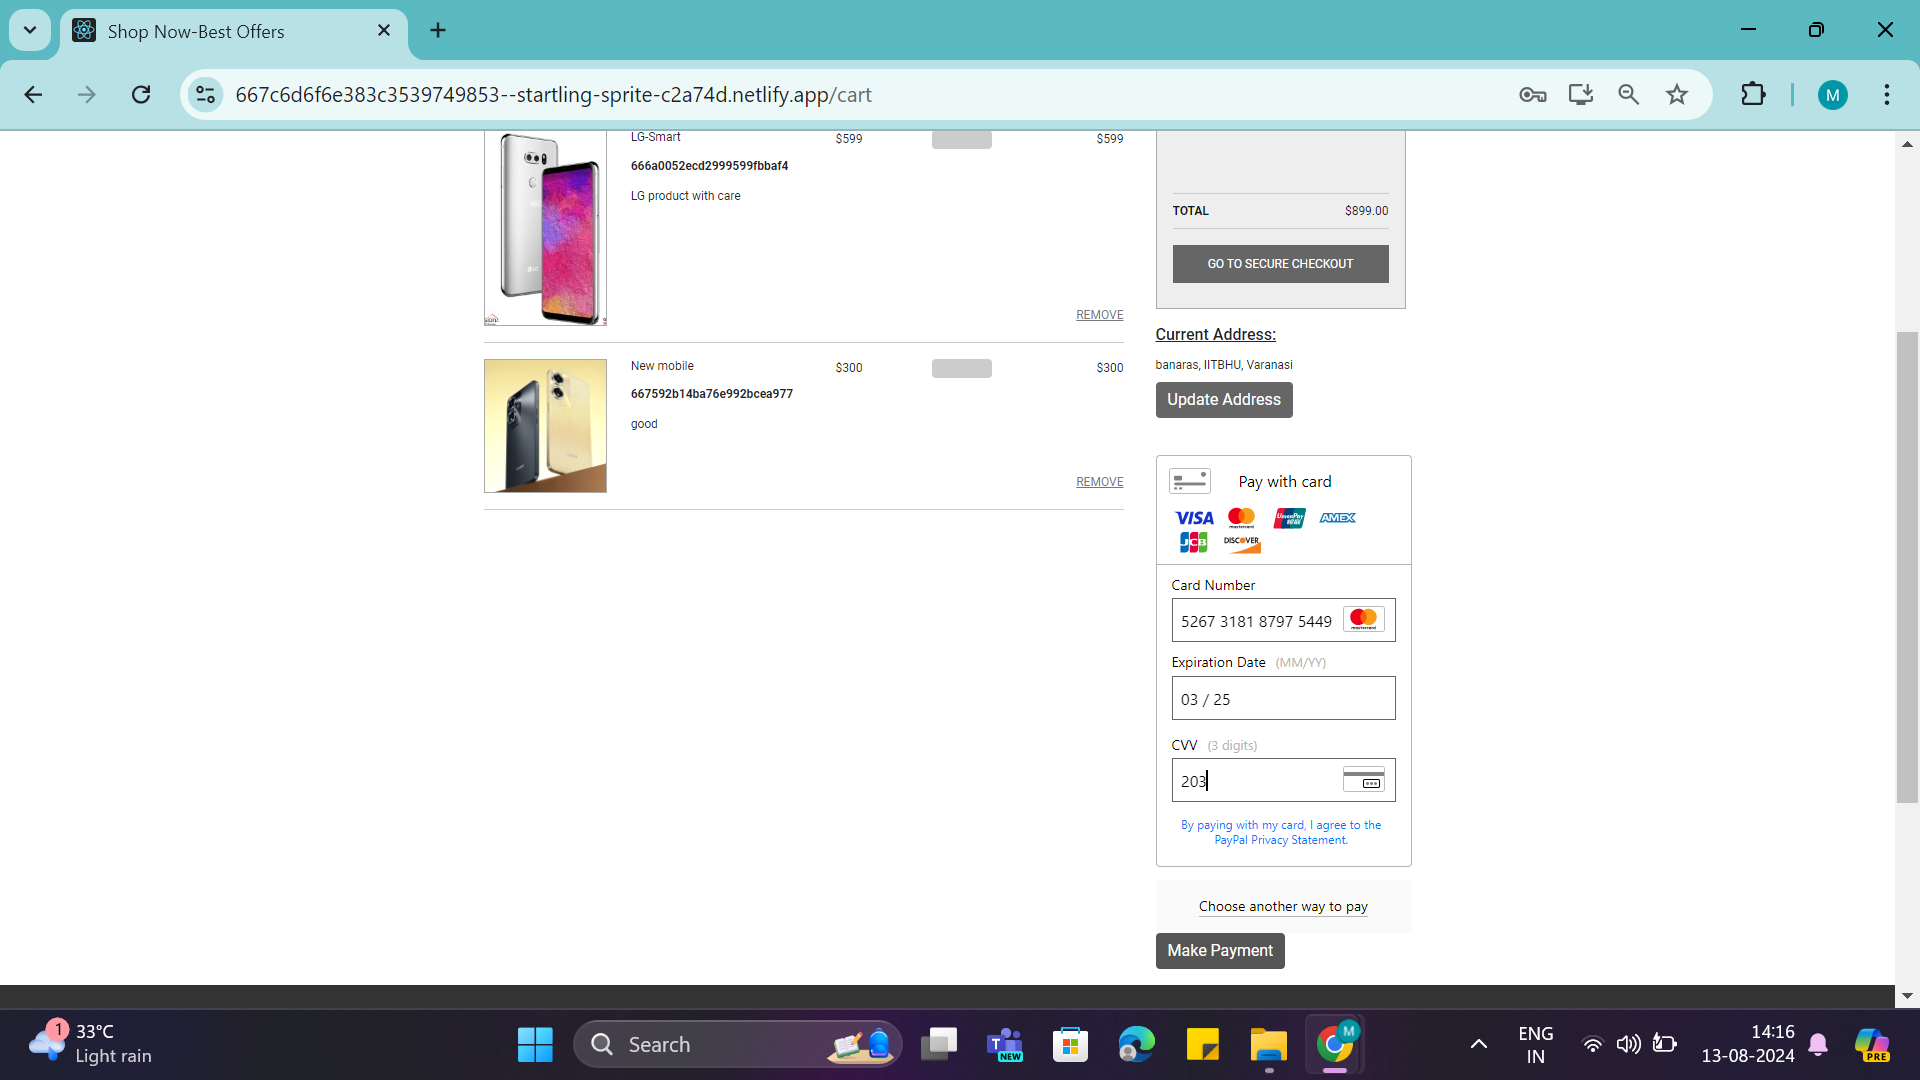 Shop Now-Best Offers
667c6d6f6e383c3539749853--startling-sprite-c2a74d.netlify.app/cart
M
LG-Smart
$599
$599
666a0052ecd2999599fbbaf4
LG product with care
REMOVE
New mobile
$300
$300
667592b14ba76e992bcea977
good
REMOVE
TOTAL
$899.00
GO TO SECURE CHECKOUT
Current Address:
banaras, IITBHU, Varanasi
Update Address
Pay with card
VISA
mastercard
UnionPay
AMEX
JCB
DISCOVER
Card Number
5267 3181 8797 5449
mastercard
Expiration Date (MM/YY)
03 / 25
CVV (3 digits)
203
By paying with my card, I agree to the
PayPal Privacy Statement.
Choose another way to pay
Make Payment
1
33°C
Light rain
Search
T
NEW
M
ENG
IN
14:16
13-08-2024
PRE